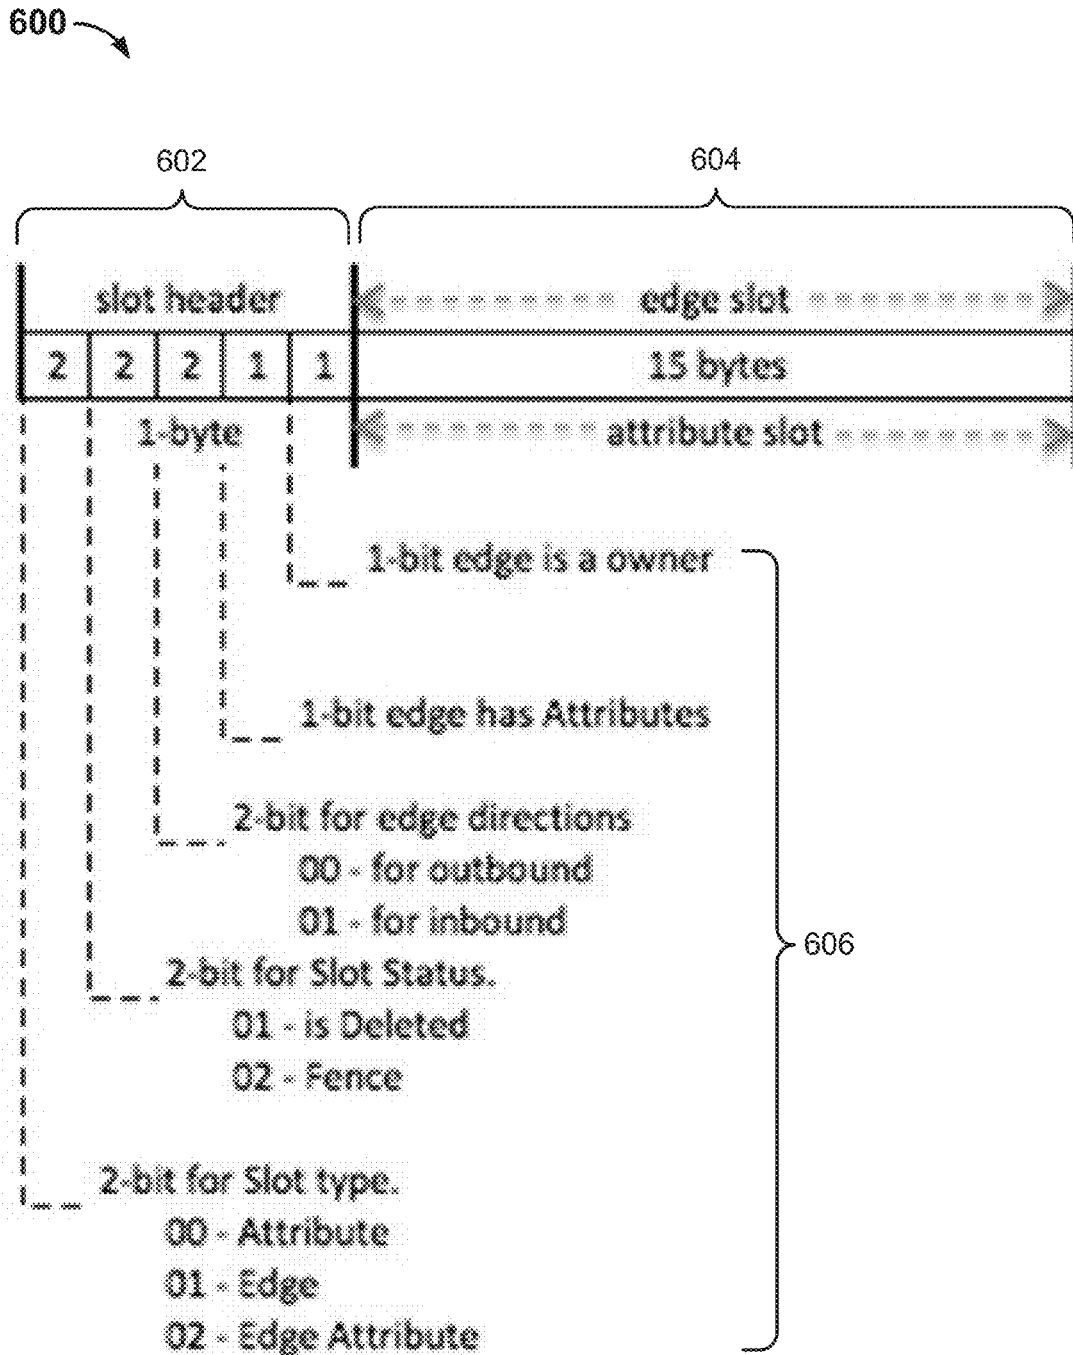 600
602
604
slot header
edge slot
2 2 2 1 1
15 bytes
1-byte
attribute slot
1-bit edge is a owner
1-bit edge has Attributes
2-bit for edge directions
00 - for outbound
01 - for inbound
606
2-bit for Slot Status.
01 - is Deleted
02 - Fence
2-bit for Slot type.
00 - Attribute
01 - Edge
02 - Edge Attribute